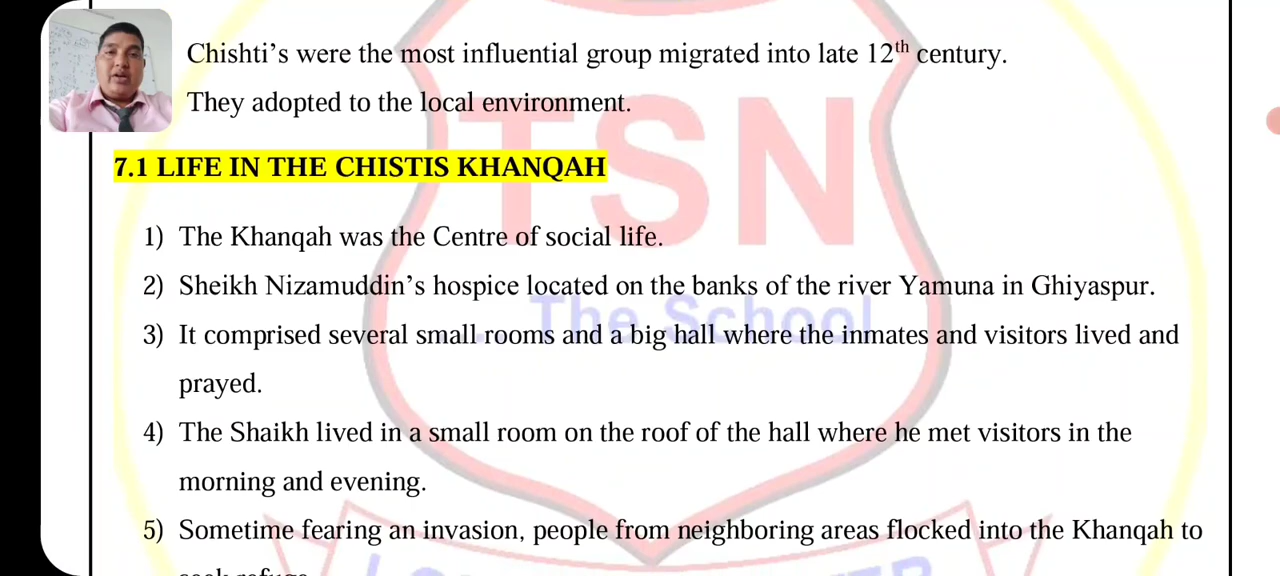 Chishti’s were the most influential group migrated into late 12th century.
They adopted to the local environment.
7.1 LIFE IN THE CHISTIS KHANQAH
1) The Khanqah was the Centre of social life.
2) Sheikh Nizamuddin’s hospice located on the banks of the river Yamuna in Ghiyaspur.
3) It comprised several small rooms and a big hall where the inmates and visitors lived and
prayed.
4) The Shaikh lived in a small room on the roof of the hall where he met visitors in the
morning and evening.
5) Sometime fearing an invasion, people from neighboring areas flocked into the Khanqah to
seek refuge.
TSN
The School